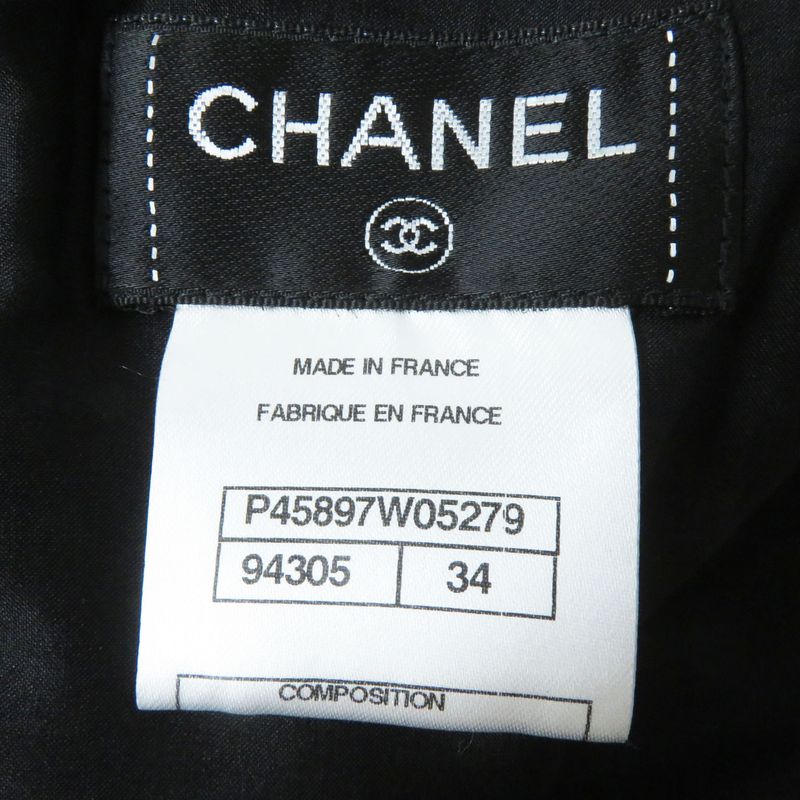 CHANEL
MADE IN FRANCE
FABRIQUE EN FRANCE
P45897W05279
94305 34
COMPOSITION